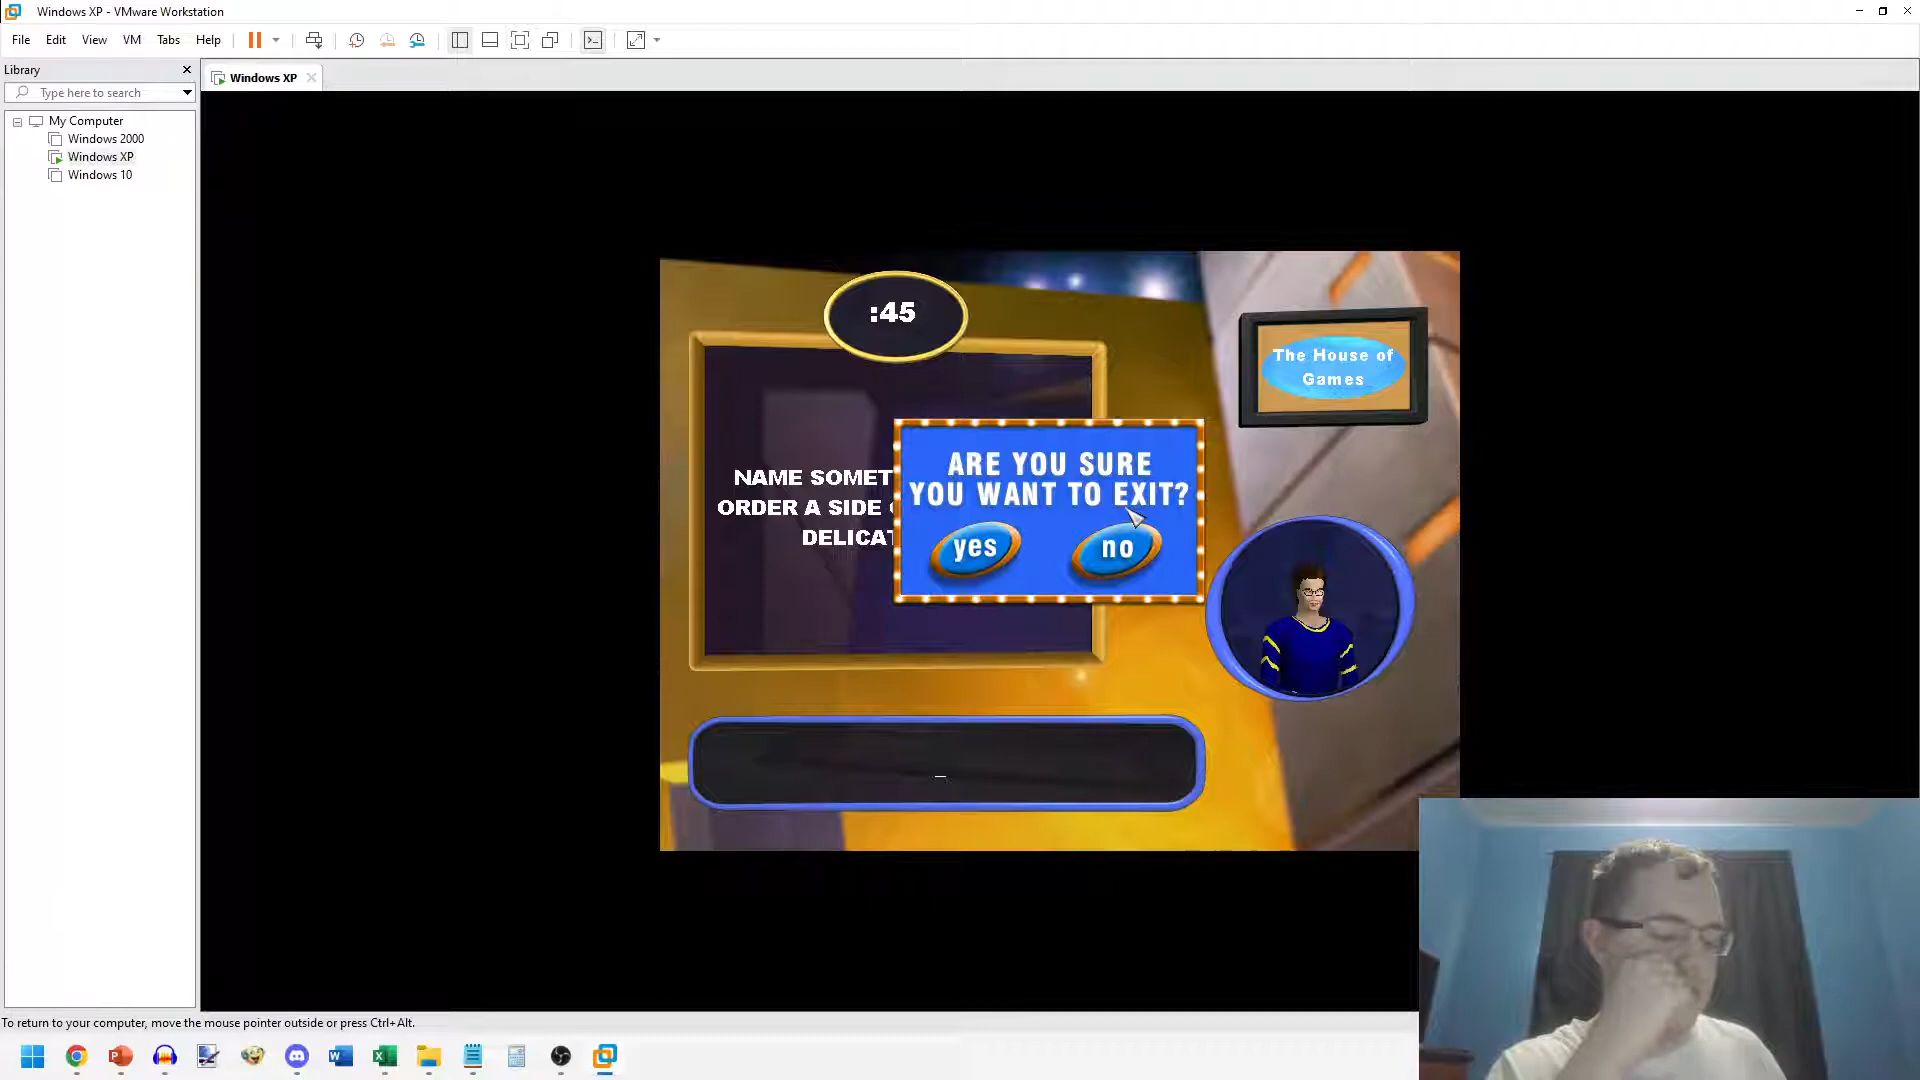 Windows XP - VMware Workstation
File Edit View VM Tabs Help
Library
Windows XP
Type here to search
My Computer
Windows 2000
Windows XP
Windows 10
:45
The House of
Games
NAME SOMET
ORDER A SIDE
DELICAT
ARE YOU SURE
YOU WANT TO EXIT?
yes no
To return to your computer, move the mouse pointer outside or press Ctrl+Alt.